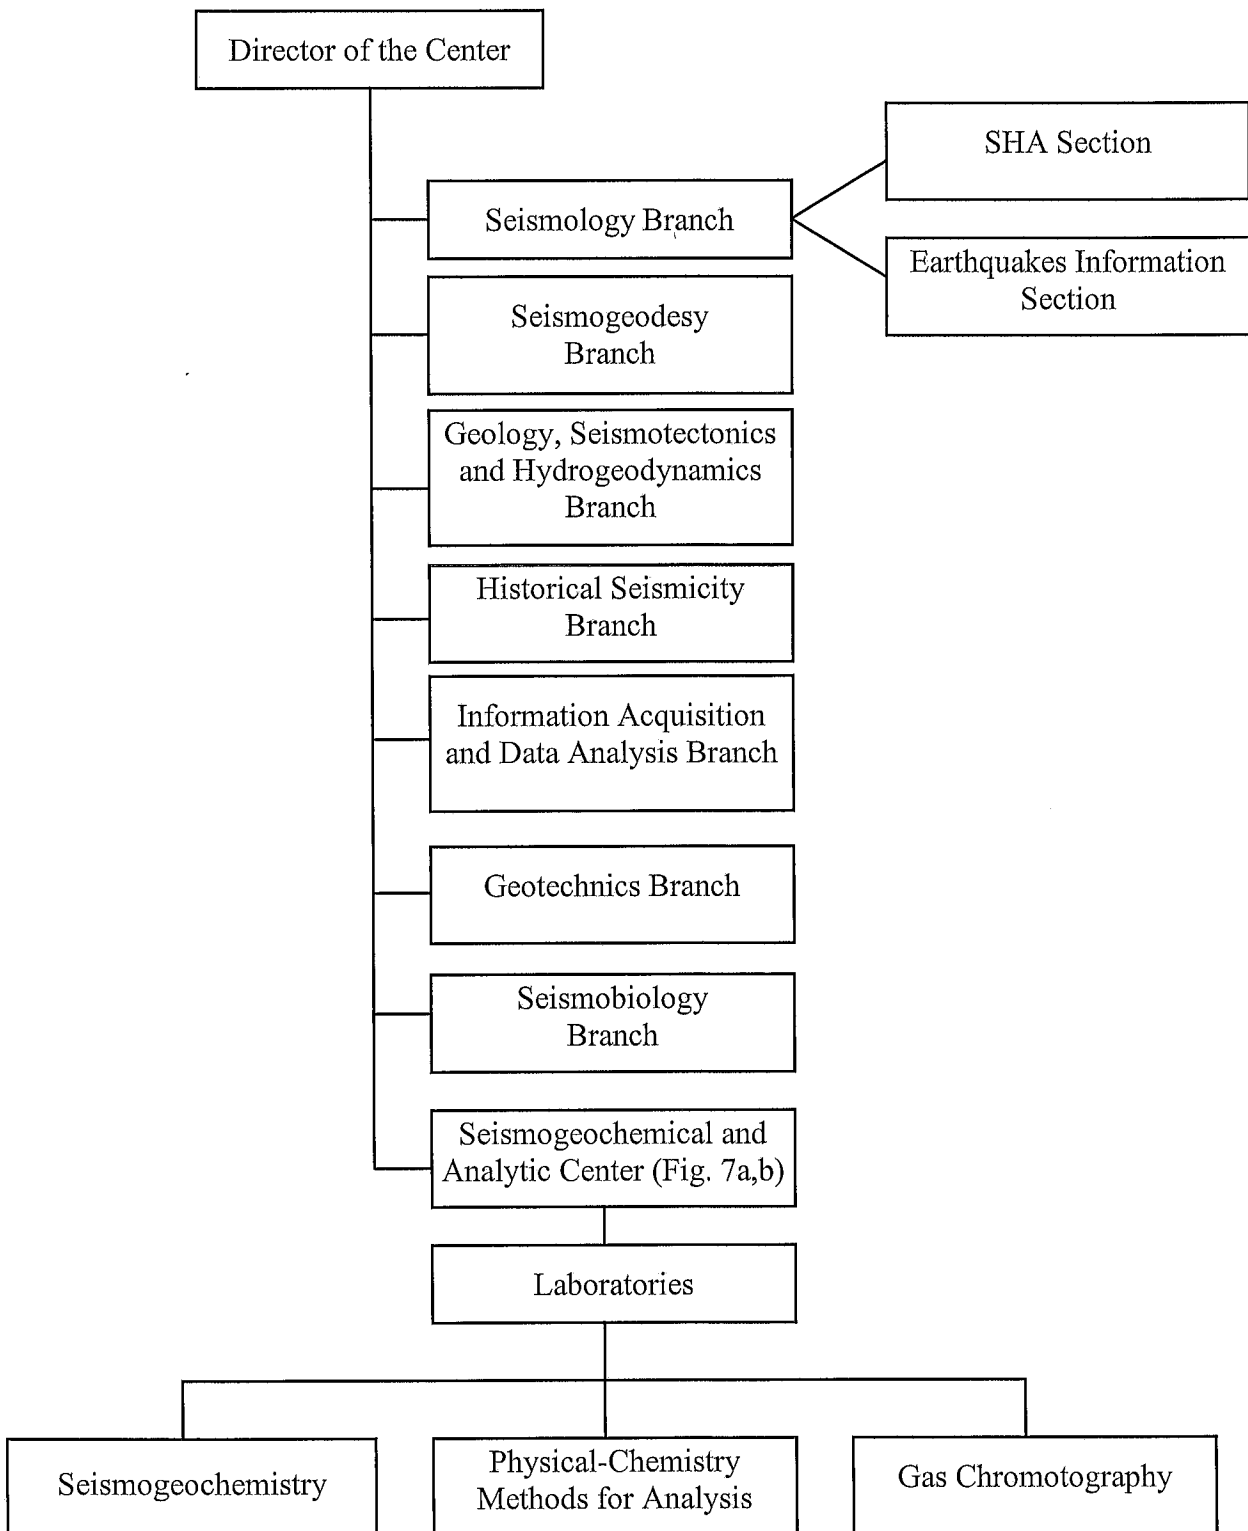 Director of the Center
SHA Section
Seismology Branch
Earthquakes Information
Section
Seismogeodesy
Branch
Geology, Seismotectonics
and Hydrogeodynamics
Branch
Historical Seismicity
Branch
Information Acquisition
and Data Analysis Branch
Geotechnics Branch
Seismobiology
Branch
Seismogeochemical and
Analytic Center (Fig. 7a,b)
Laboratories
Seismogeochemistry
Physical-Chemistry
Methods for Analysis
Gas Chromotography